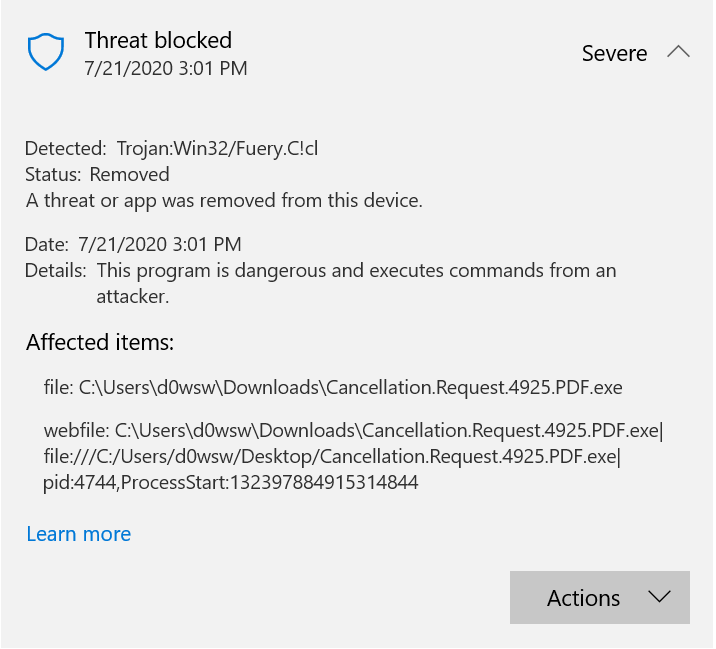 Threat blocked
7/21/2020 3:01 PM
Severe
Detected: Trojan:Win32/Fuery.C!cl
Status: Removed
A threat or app was removed from this device.
Date: 7/21/2020 3:01 PM
Details: This program is dangerous and executes commands from an
attacker.
Affected items:
file: C:\Users\d0wsw\Downloads\Cancellation.Request.4925.PDF.exe
webfile: C:\Users\d0wsw\Downloads\Cancellation.Request.4925.PDF.exe|
file:///C:/Users/d0wsw/Desktop/Cancellation.Request.4925.PDF.exe|
pid:4744,ProcessStart:132397884915314844
Learn more
Actions